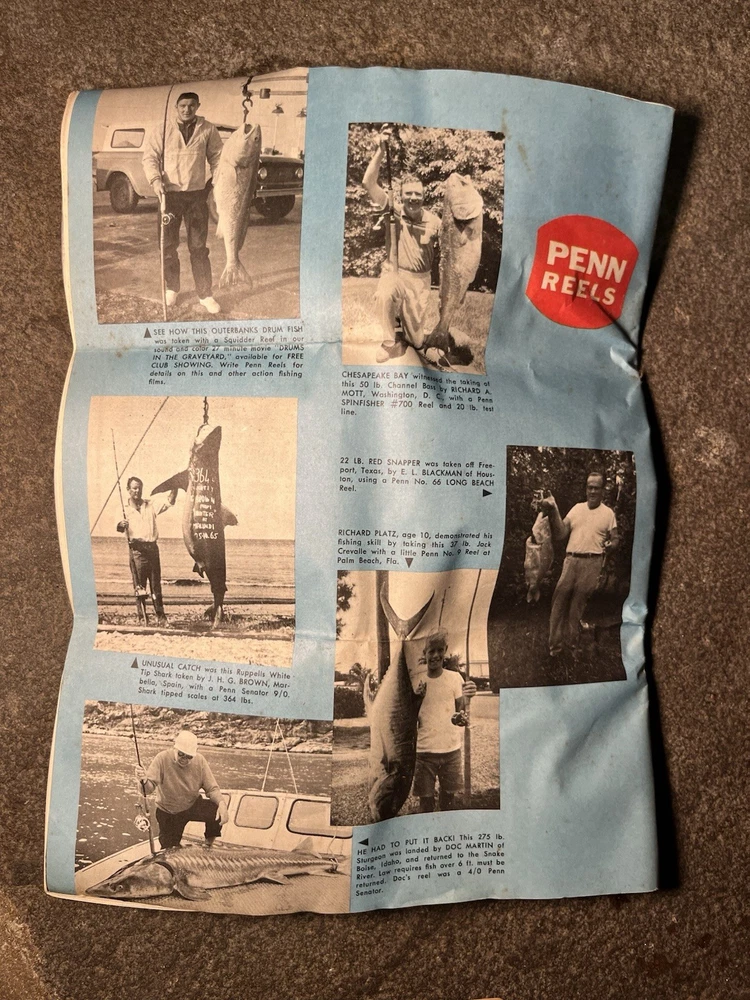 PENN
REELS
▲ SEE HOW THIS OUTERBANKS DRUM FISH
was taken with a Squidder Reel in our
sound and color 27 minute movie "DRUMS
IN THE GRAVEYARD," available for FREE
CLUB SHOWING. Write Penn Reels for
details on this and other action fishing
films.
CHESAPEAKE BAY witnessed the taking of
this 50 lb. Channel Bass by RICHARD A.
MOTT, Washington, D. C. with a Penn
SPINFISHER #700 Reel and 20 lb. test
line.
22 LB. RED SNAPPER was taken off Free-
port, Texas, by E. L. BLACKMAN of Hous-
ton, using a Penn No. 66 LONG BEACH
Reel. ▶
RICHARD PLATZ, age 10, demonstrated his
fishing skill by taking this 37 lb. Jack
Crevalle with a little Penn No. 9 Reel at
Palm Beach, Fla. ▼
364
▲ UNUSUAL CATCH was this Ruppells White
Tip Shark taken by J. H. G. BROWN, Mar-
bella, Spain, with a Penn Senator 9/0.
Shark tipped scales at 364 lbs.
◀ HE HAD TO PUT IT BACK! This 275 lb.
Sturgeon was landed by DOC MARTIN of
Boise, Idaho, and returned to the Snake
River. Law requires fish over 6 ft. must be
returned. Doc's reel was a 4/0 Penn
Senator.